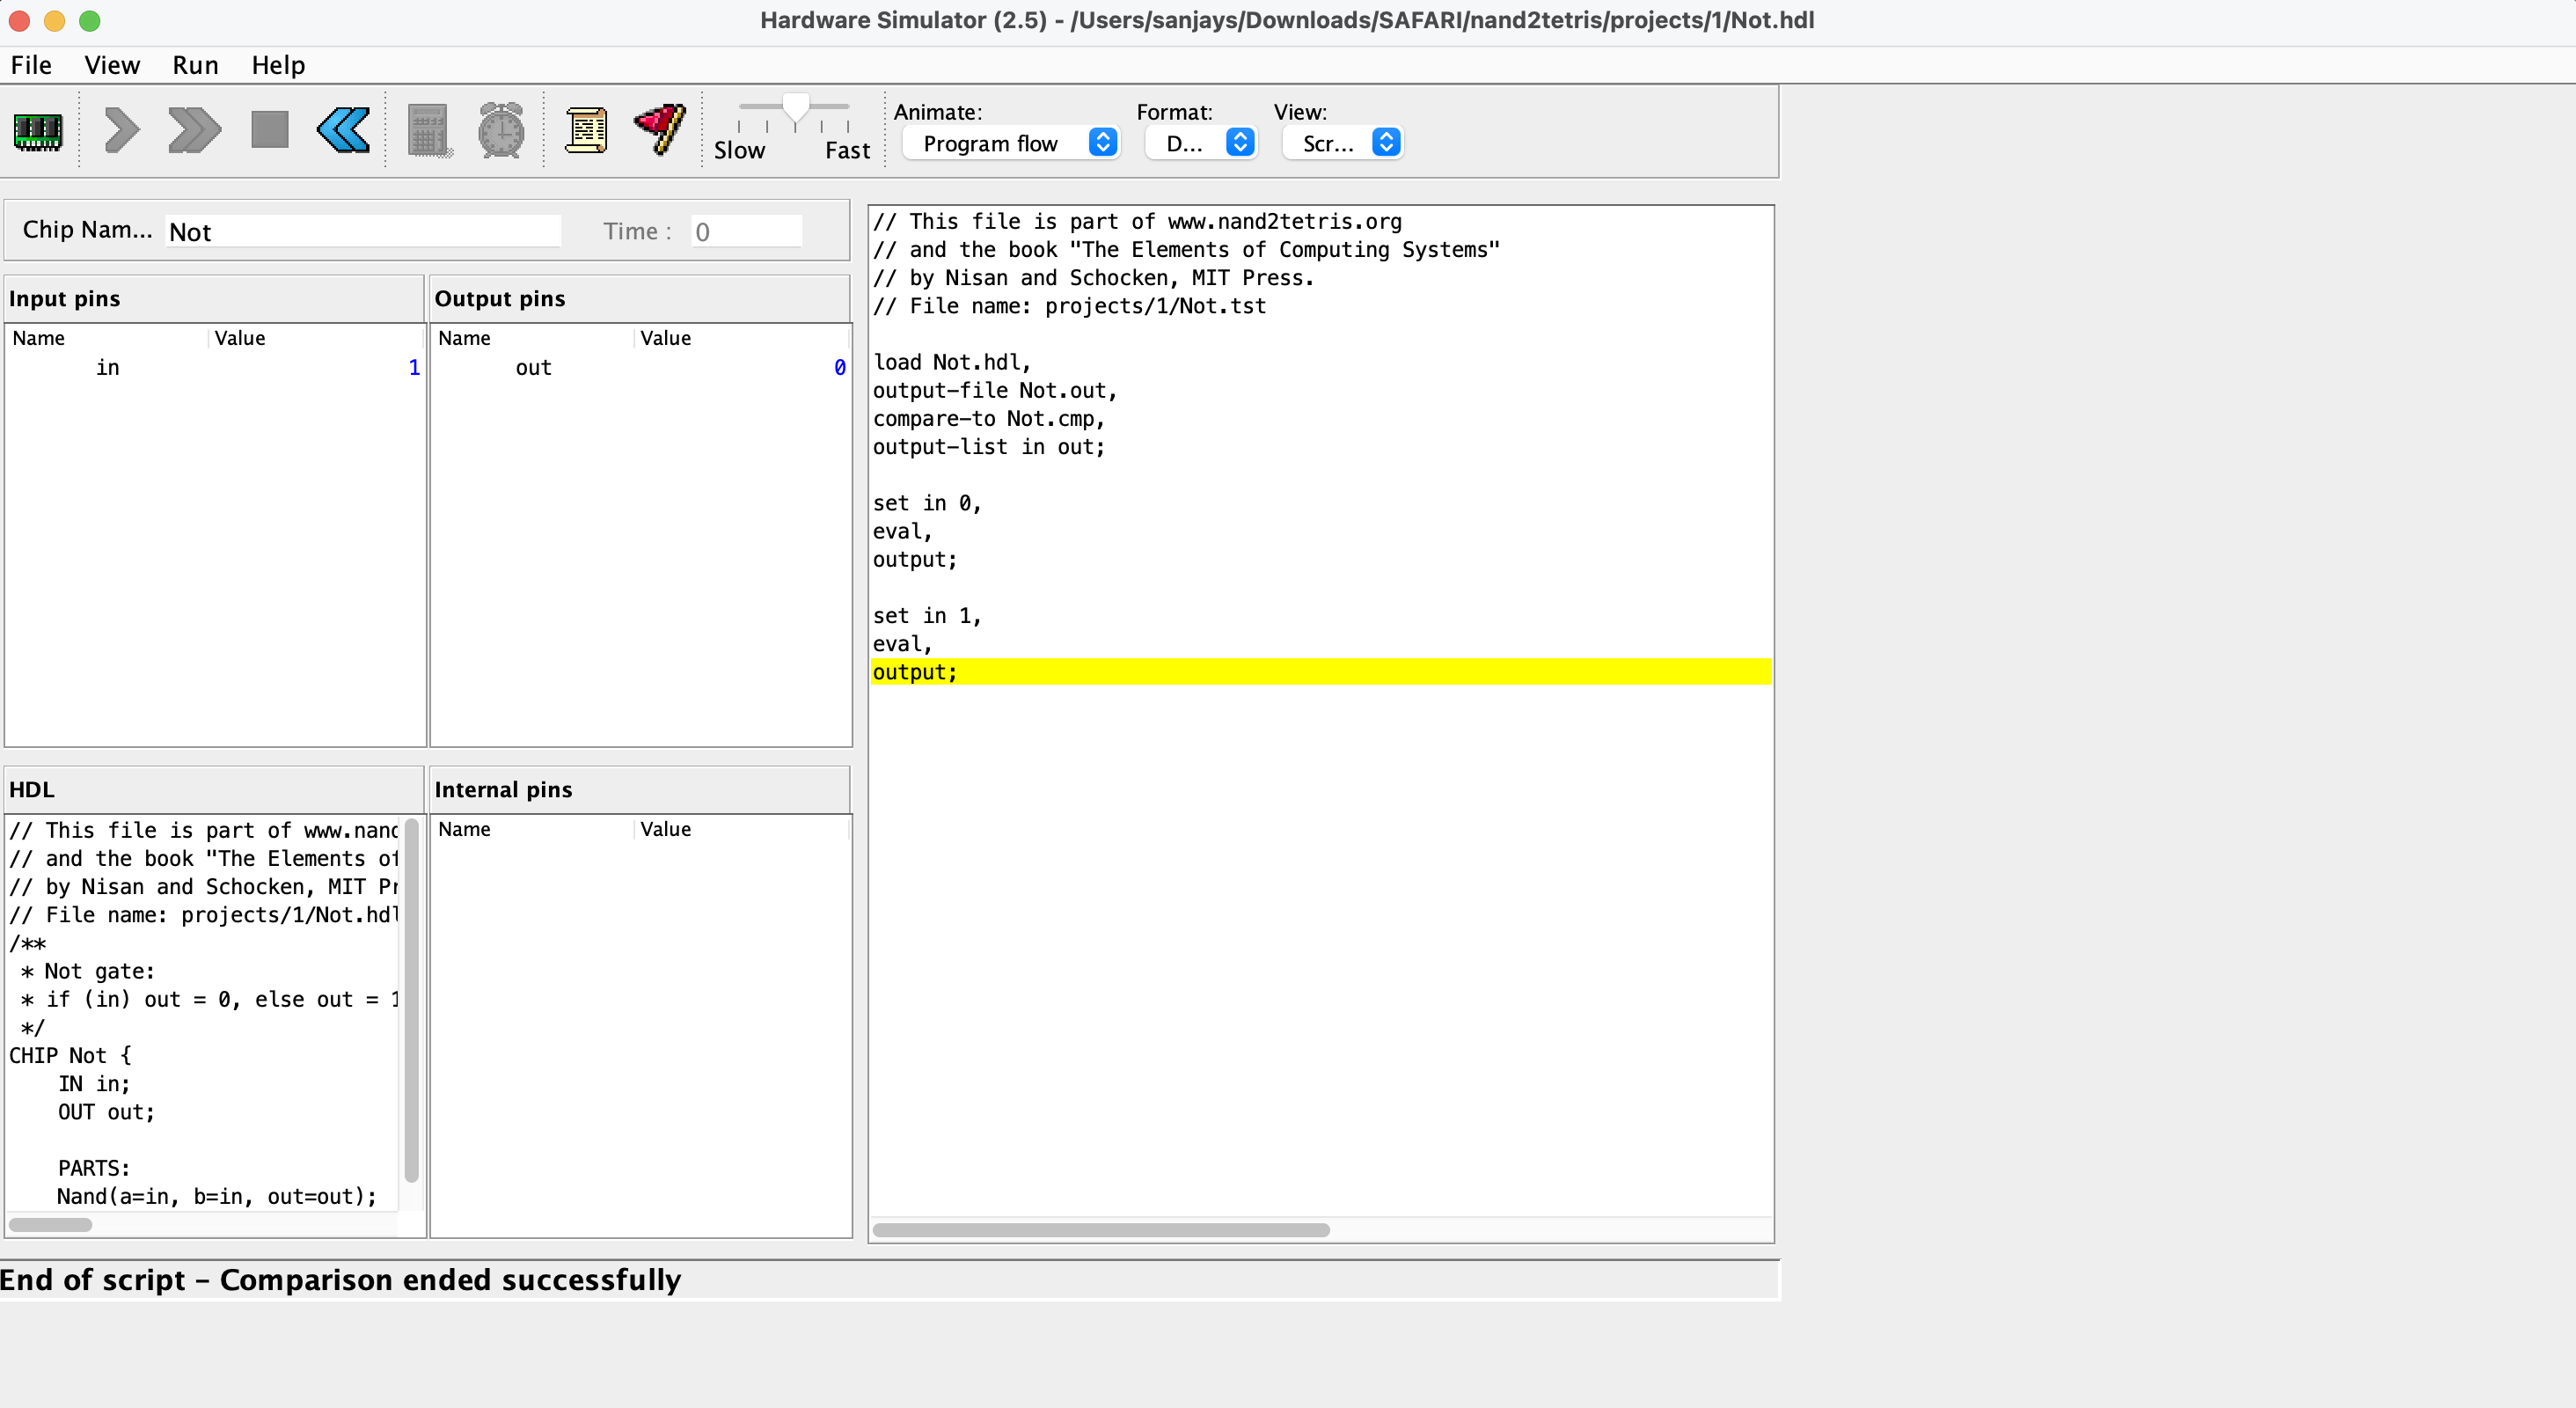 Hardware Simulator (2.5) - /Users/sanjays/Downloads/SAFARI/nand2tetris/projects/1/Not.hdl
File View Run Help
Slow Fast
Animate: Format: View:
Program flow D... Scr...
Chip Nam... Not Time : 0
Input pins
Name Value
in 1
Output pins
Name Value
out 0
HDL
// This file is part of www.nand
// and the book "The Elements of
// by Nisan and Schocken, MIT Pr
// File name: projects/1/Not.hdl
/**
* Not gate:
* if (in) out = 0, else out = 1
*/
CHIP Not {
IN in;
OUT out;
PARTS:
Nand(a=in, b=in, out=out);
Internal pins
Name Value
// This file is part of www.nand2tetris.org
// and the book "The Elements of Computing Systems"
// by Nisan and Schocken, MIT Press.
// File name: projects/1/Not.tst
load Not.hdl,
output-file Not.out,
compare-to Not.cmp,
output-list in out;
set in 0,
eval,
output;
set in 1,
eval,
output;
End of script - Comparison ended successfully